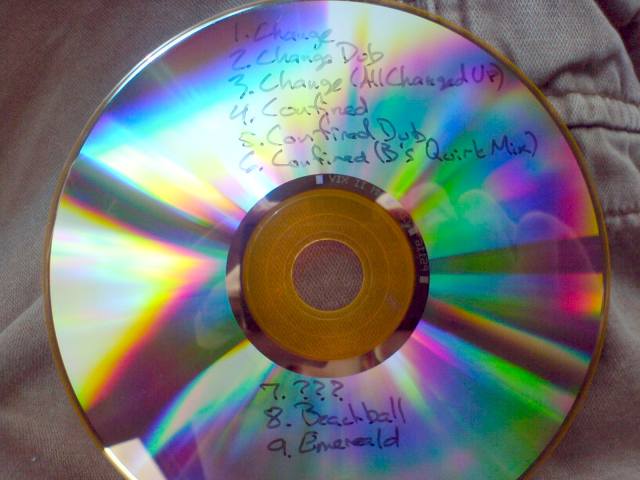 1. Change
2. Change Dub
3. Change (All Changed Up)
4. Confined
5. Confined Dub
6. Confined (B's Quirk Mix)
7. ???
8. Beachball
9. Emerald